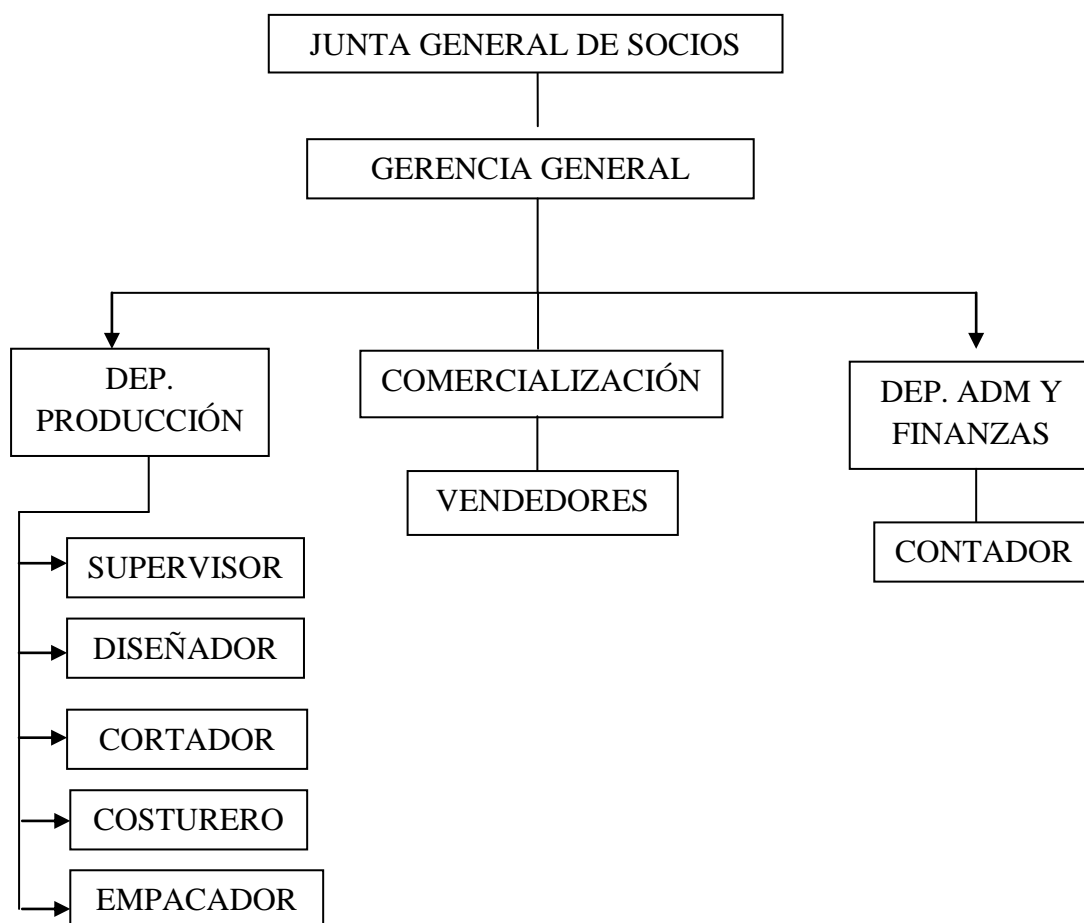 JUNTA GENERAL DE SOCIOS
GERENCIA GENERAL
DEP.
PRODUCCIÓN
COMERCIALIZACIÓN
DEP. ADM Y
FINANZAS
VENDEDORES
CONTADOR
SUPERVISOR
DISEÑADOR
CORTADOR
COSTURERO
EMPACADOR